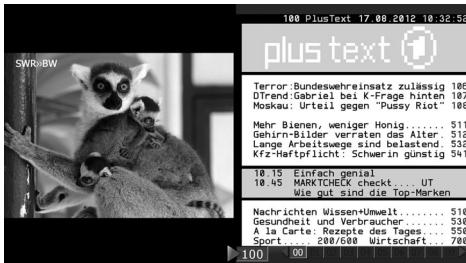 100 PlusText 17.08.2012 10:32:52
plus text 1
SWR»BW
Terror:Bundeswehreinsatz zulässig 106
DTrend:Gabriel bei K-Frage hinten 107
Moskau: Urteil gegen "Pussy Riot" 108
Mehr Bienen, weniger Honig....... 511
Gehirn-Bilder verraten das Alter. 512
Lange Arbeitswege sind belastend. 532
Kfz-Haftpflicht: Schwerin günstig 541
10.15 Einfach genial
10.45 MARKTCHECK checkt.... UT
Wie gut sind die Top-Marken
Nachrichten Wissen+Umwelt........ 510
Gesundheit und Verbraucher....... 530
A la Carte: Rezepte des Tages.... 550
Sport..... 200/600 Wirtschaft.... 700
100
00